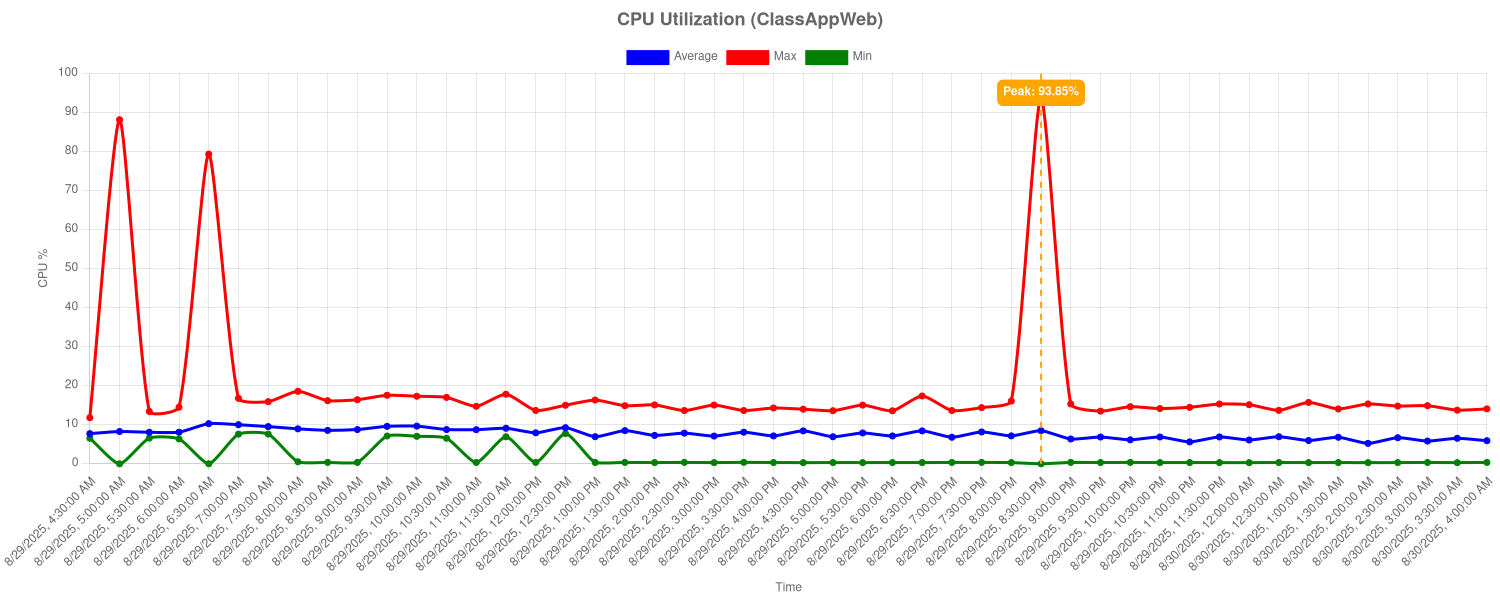 CPU Utilization (ClassAppWeb)
Average Max Min
Peak: 93.85%
CPU %
100
90
80
70
60
50
40
30
20
10
0
8/29/2025, 4:30:00 AM
8/29/2025, 5:00:00 AM
8/29/2025, 5:30:00 AM
8/29/2025, 6:00:00 AM
8/29/2025, 6:30:00 AM
8/29/2025, 7:00:00 AM
8/29/2025, 7:30:00 AM
8/29/2025, 8:00:00 AM
8/29/2025, 8:30:00 AM
8/29/2025, 9:00:00 AM
8/29/2025, 9:30:00 AM
8/29/2025, 10:00:00 AM
8/29/2025, 10:30:00 AM
8/29/2025, 11:00:00 AM
8/29/2025, 11:30:00 AM
8/29/2025, 12:00:00 PM
8/29/2025, 12:30:00 PM
8/29/2025, 1:00:00 PM
8/29/2025, 1:30:00 PM
8/29/2025, 2:00:00 PM
8/29/2025, 2:30:00 PM
8/29/2025, 3:00:00 PM
8/29/2025, 3:30:00 PM
8/29/2025, 4:00:00 PM
8/29/2025, 4:30:00 PM
8/29/2025, 5:00:00 PM
8/29/2025, 5:30:00 PM
8/29/2025, 6:00:00 PM
8/29/2025, 6:30:00 PM
8/29/2025, 7:00:00 PM
8/29/2025, 7:30:00 PM
8/29/2025, 8:00:00 PM
8/29/2025, 8:30:00 PM
8/29/2025, 9:00:00 PM
8/29/2025, 9:30:00 PM
8/29/2025, 10:00:00 PM
8/29/2025, 10:30:00 PM
8/29/2025, 11:00:00 PM
8/29/2025, 11:30:00 PM
8/30/2025, 12:00:00 AM
8/30/2025, 12:30:00 AM
8/30/2025, 1:00:00 AM
8/30/2025, 1:30:00 AM
8/30/2025, 2:00:00 AM
8/30/2025, 2:30:00 AM
8/30/2025, 3:00:00 AM
8/30/2025, 3:30:00 AM
8/30/2025, 4:00:00 AM
Time